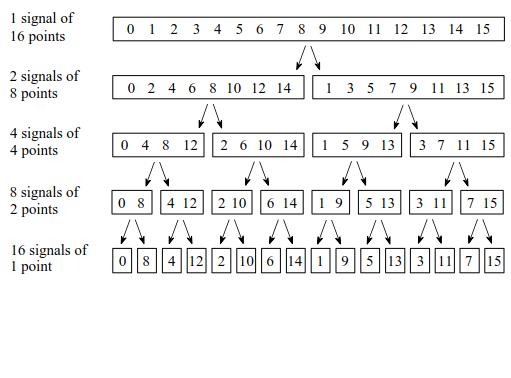 1 signal of
16 points
0 1 2 3 4 5 6 7 8 9 10 11 12 13 14 15
2 signals of
8 points
0 2 4 6 8 10 12 14 1 3 5 7 9 11 13 15
4 signals of
4 points
0 4 8 12 2 6 10 14 1 5 9 13 3 7 11 15
8 signals of
2 points
0 8 4 12 2 10 6 14 1 9 5 13 3 11 7 15
16 signals of
1 point
0 8 4 12 2 10 6 14 1 9 5 13 3 11 7 15